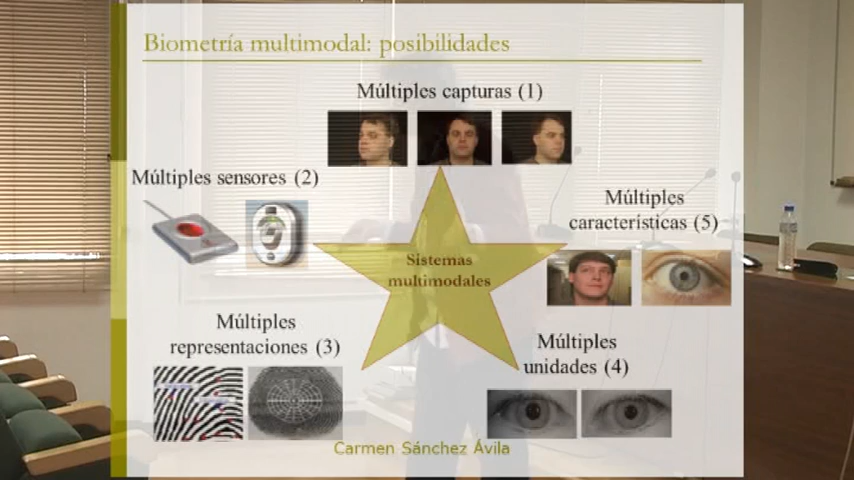 Biometría multimodal: posibilidades
Múltiples capturas (1)
Múltiples sensores (2)
Múltiples
características (5)
Sistemas
multimodales
Múltiples
representaciones (3)
Múltiples
unidades (4)
Carmen Sánchez Ávila